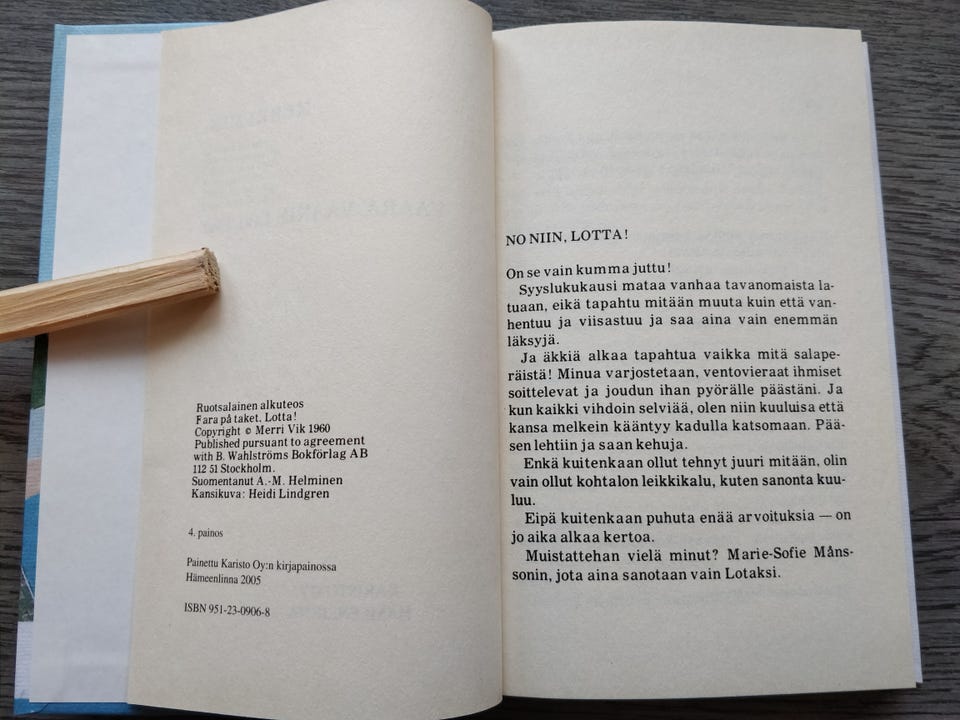 Ruotsalainen alkuteos
Fara på taket, Lotta!
Copyright © Merri Vik 1960
Published pursuant to agreement
with B. Wahlströms Bokförlag AB
112 51 Stockholm.
Suomentanut A.-M. Helminen
Kansikuva: Heidi Lindgren
4. painos
Painettu Karisto Oy:n kirjapainossa
Hämeenlinna 2005
ISBN 951-23-0906-8
NO NIIN, LOTTA!
On se vain kumma juttu!
Syyslukukausi mataa vanhaa tavanomaista la-
tuaan, eikä tapahtu mitään muuta kuin että van-
hentuu ja viisastuu ja saa aina vain enemmän
läksyjä.
Ja äkkiä alkaa tapahtua vaikka mitä salape-
räistä! Minua varjostetaan, ventovieraat ihmiset
soittelevat ja joudun ihan pyörälle päästäni. Ja
kun kaikki vihdoin selviää, olen niin kuuluisa että
kansa melkein kääntyy kadulla katsomaan. Pää-
sen lehtiin ja saan kehuja.
Enkä kuitenkaan ollut tehnyt juuri mitään, olin
vain ollut kohtalon leikkikalu, kuten sanonta kuu-
luu.
Eipä kuitenkaan puhuta enää arvoituksia — on
jo aika alkaa kertoa.
Muistattehan vielä minut? Marie-Sofie Måns-
sonin, jota aina sanotaan vain Lotaksi.